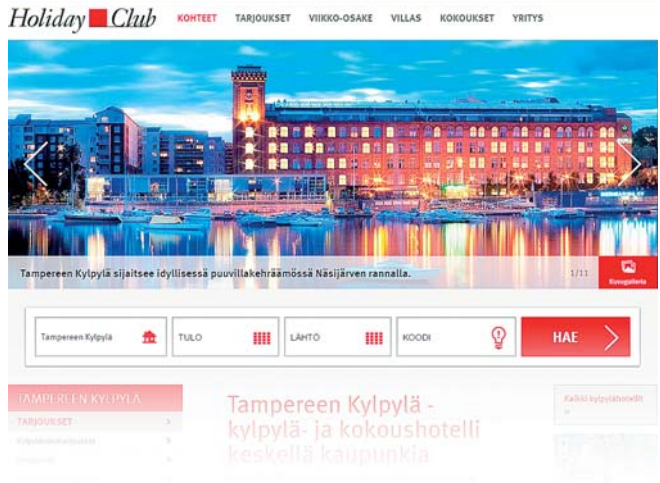 Holiday Club
KOHTEET TARJOUKSET VIIKKO-OSAKE VILLAS KOKOUKSET YRITYS
Tampereen Kylpylä sijaitsee idyllisessä puuvillakehräämössä Näsijärven rannalla.
1/11
Kuvagalleria
Tampereen Kylpylä TULO LÄHTÖ KOODI HAE
TAMPEREEN KYLPYLÄ
TARJOUKSET
Tampereen Kylpylä -
kylpylä- ja kokoushotelli
keskellä kaupunkia
Kaikki kylpylähotellit
»